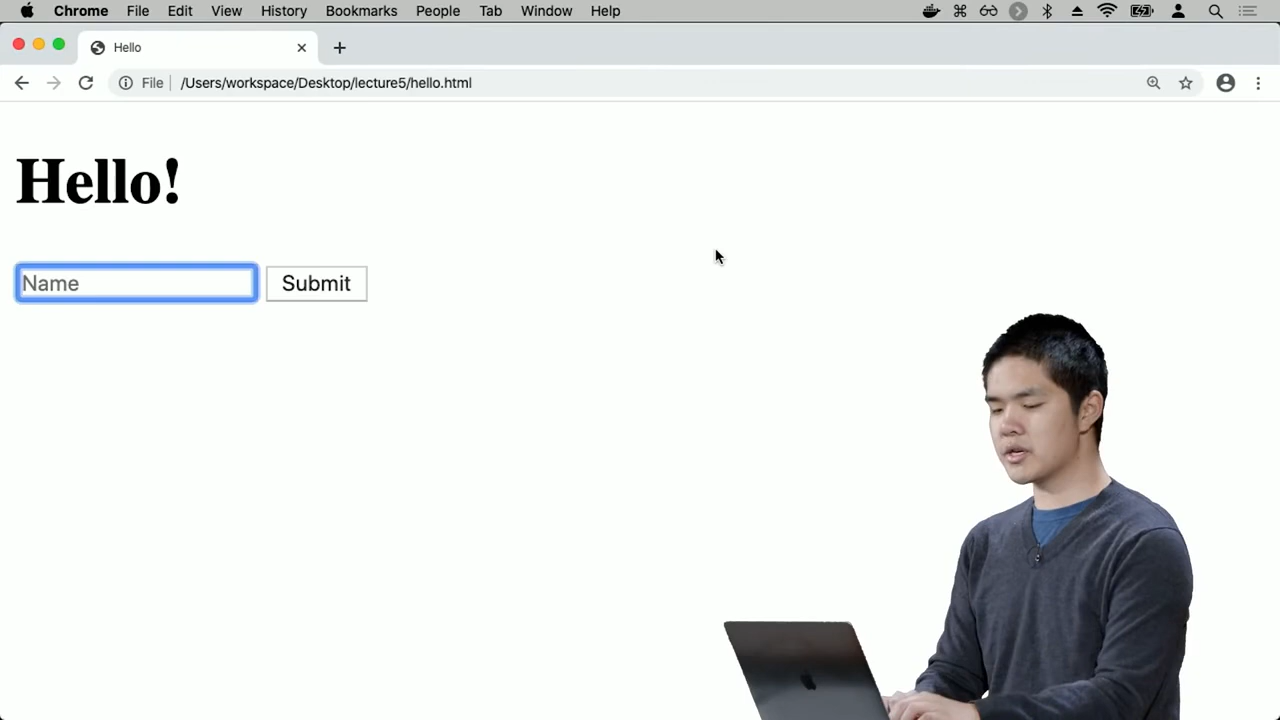 Chrome File Edit View History Bookmarks People Tab Window Help
Hello
File /Users/workspace/Desktop/lecture5/hello.html
Hello!
Name Submit